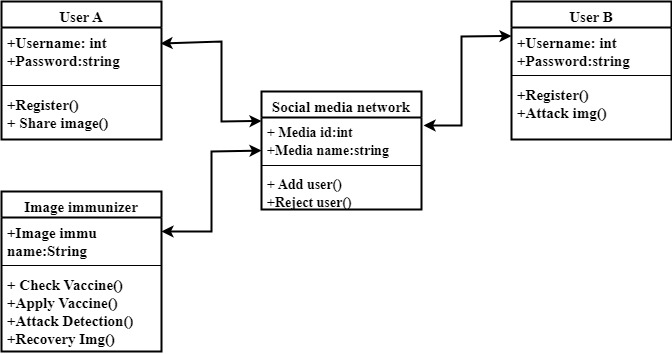 User A
+Username: int
+Password:string
+Register()
+ Share image()
User B
+Username: int
+Password:string
+Register()
+Attack img()
Social media network
+ Media id:int
+Media name:string
+ Add user()
+Reject user()
Image immunizer
+Image immu
name:String
+ Check Vaccine()
+Apply Vaccine()
+Attack Detection()
+Recovery Img()